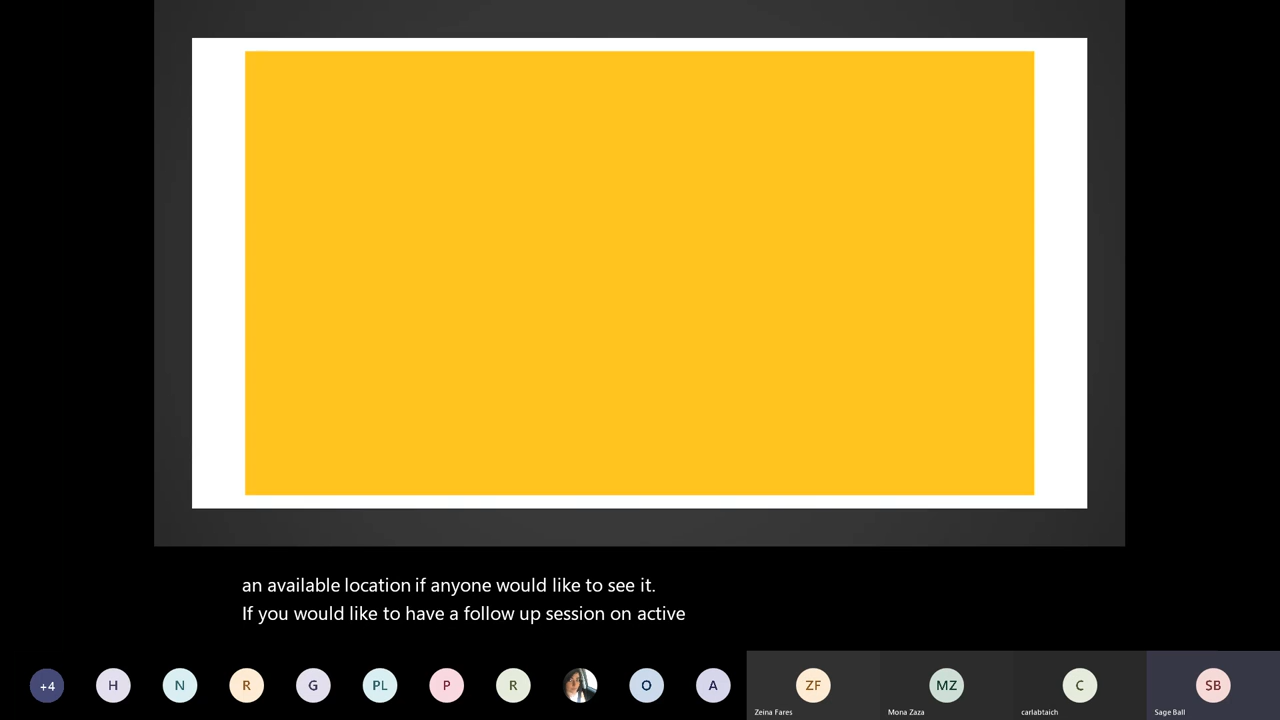 an available location if anyone would like to see it.
If you would like to have a follow up session on active
+4 H N R G PL P R O A ZF MZ C SB
Zeina Fares Mona Zaza carlabtaich Sage Ball